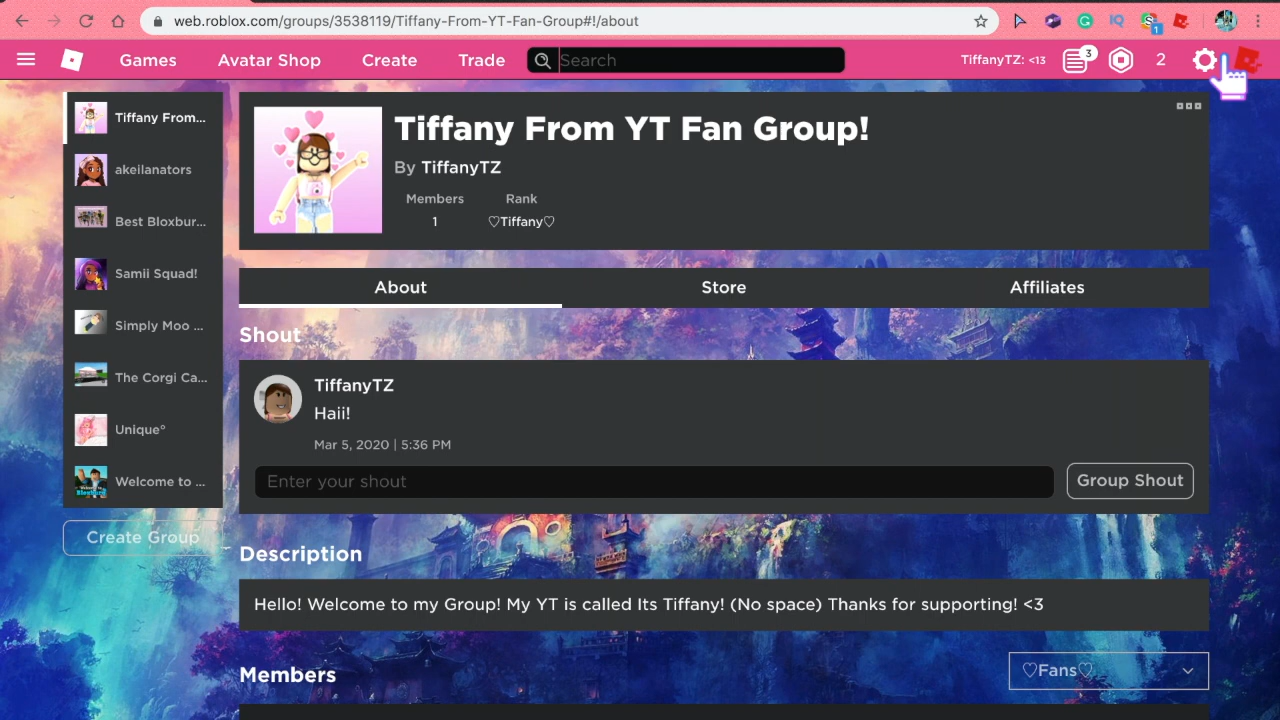 web.roblox.com/groups/3538119/Tiffany-From-YT-Fan-Group#!/about
IQ
S
1
Games
Avatar Shop
Create
Trade
Search
TiffanyTZ: <13
3
2
Tiffany From...
akeilanators
Best Bloxbur...
Samii Squad!
Simply Moo ...
The Corgi Ca...
Unique°
Welcome to ...
Create Group
Tiffany From YT Fan Group!
By TiffanyTZ
Members Rank
1 ♡Tiffany♡
About
Store
Affiliates
Shout
TiffanyTZ
Haii!
Mar 5, 2020 | 5:36 PM
Enter your shout
Group Shout
Description
Hello! Welcome to my Group! My YT is called Its Tiffany! (No space) Thanks for supporting! <3
Members
♡Fans♡